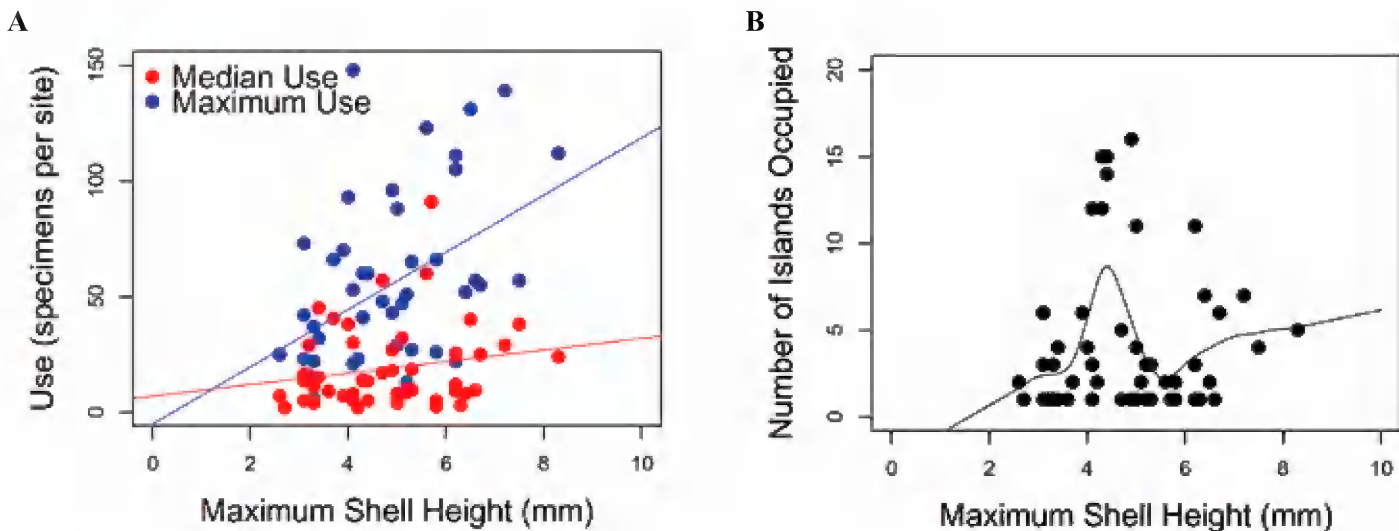 A
Use (specimens per site)
0
50
100
150
Median Use
Maximum Use
0 2 4 6 8 10
Maximum Shell Height (mm)
B
Number of Islands Occupied
0
5
10
15
20
0 2 4 6 8 10
Maximum Shell Height (mm)